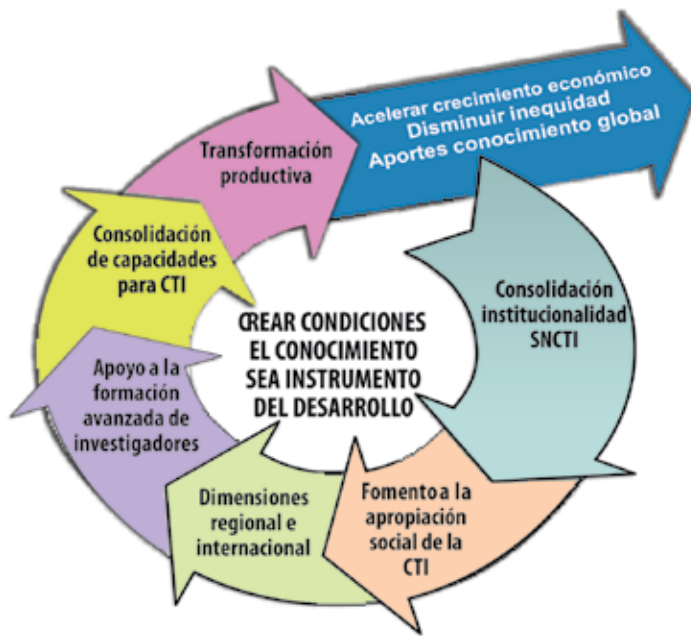 Acelerar crecimiento económico
Disminuir inequidad
Aportes conocimiento global
Transformación
productiva
Consolidación
de capacidades
para CTI
Consolidación
institucionalidad
SNCTI
CREAR CONDICIONES
EL CONOCIMIENTO
SEA INSTRUMENTO
DEL DESARROLLO
Apoyo a la
formación
avanzada de
investigadores
Dimensiones
regional e
internacional
Fomento a la
apropiación
social de la
CTI